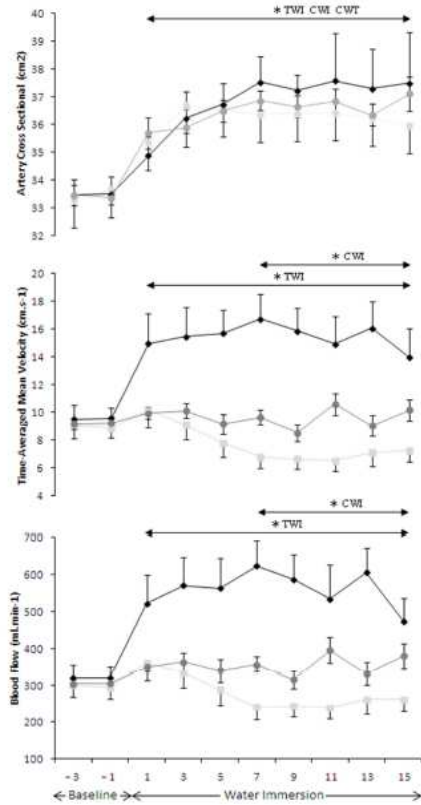 * TWI CWI CWT
Artery Cross Sectional (cm2)
40
39
38
37
36
35
34
33
32
* CWI
* TWI
Time-Averaged Mean Velocity (cm.s-1)
20
18
16
14
12
10
8
6
4
* CWI
* TWI
Blood Flow (ml.min-1)
700
600
500
400
300
200
100
-3 -1 1 3 5 7 9 11 13 15
Baseline Water Immersion